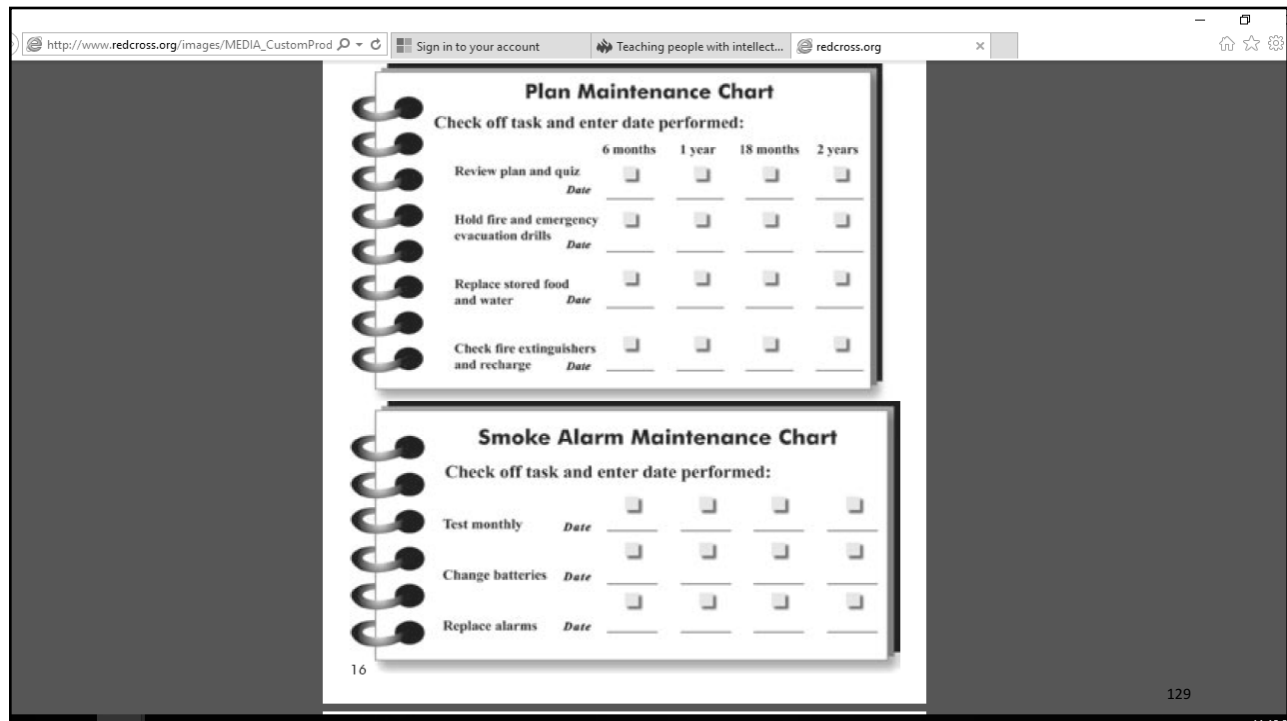 http://www.redcross.org/images/MEDIA_CustomProd
Sign in to your account
Teaching people with intellect...
redcross.org
Plan Maintenance Chart
Check off task and enter date performed:
6 months 1 year 18 months 2 years
Review plan and quiz
Date
Hold fire and emergency
evacuation drills Date
Replace stored food
and water Date
Check fire extinguishers
and recharge Date
Smoke Alarm Maintenance Chart
Check off task and enter date performed:
Test monthly Date
Change batteries Date
Replace alarms Date
16
129